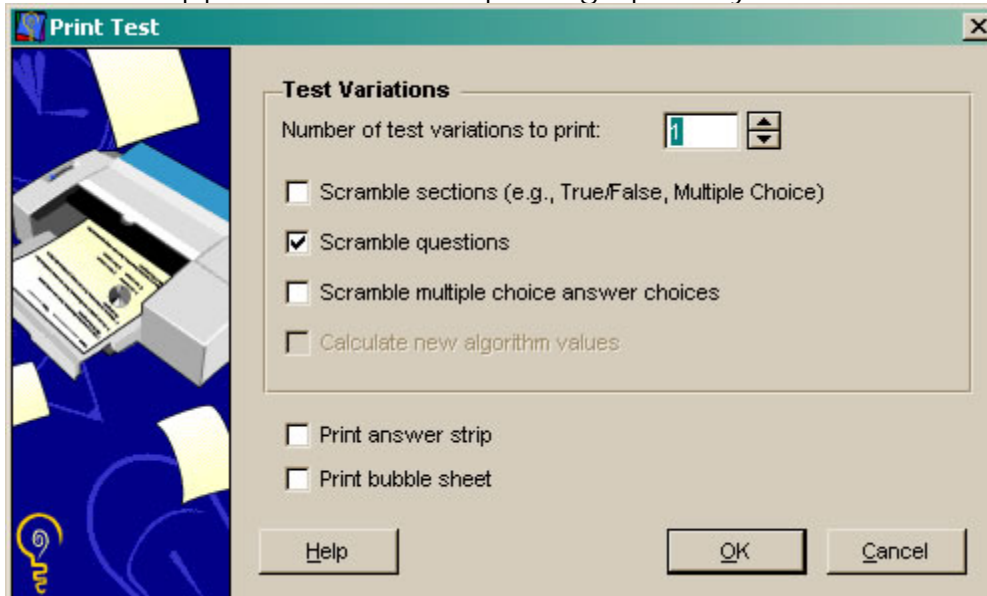 Print Test
Test Variations
Number of test variations to print: 1
Scramble sections (e.g., True/False, Multiple Choice)
Scramble questions
Scramble multiple choice answer choices
Calculate new algorithm values
Print answer strip
Print bubble sheet
Help OK Cancel